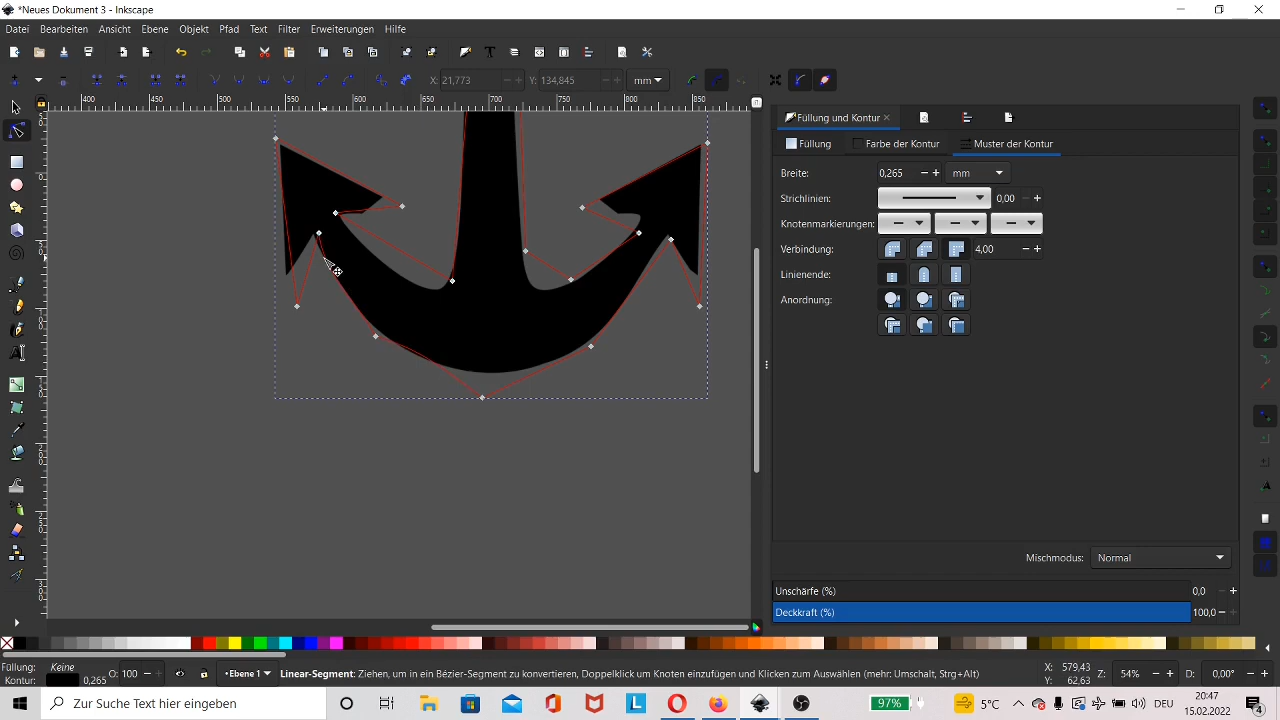 *Neues Dokument 3 - Inkscape
Datei Bearbeiten Ansicht Ebene Objekt Pfad Text Filter Erweiterungen Hilfe
X: 21,773 Y: 134,845 mm
400 450 500 550 600 650 700 750 800 850
Füllung und Kontur
Füllung Farbe der Kontur Muster der Kontur
Breite: 0,265 mm
Strichlinien: 0,00
Knotenmarkierungen:
Verbindung: 4,00
Linienende:
Anordnung:
Mischmodus: Normal
Unschärfe (%) 0,0
Deckkraft (%) 100,0
Füllung: Keine
Kontur: 0,265 O: 100 Ebene 1 Linear-Segment: Ziehen, um in ein Bézier-Segment zu konvertieren, Doppelklick um Knoten einzufügen und Klicken zum Auswählen (mehr: Umschalt, Strg+Alt) X: 579,43 Y: 62,63 Z: 54% D: 0,00°
Zur Suche Text hier eingeben 97% 5°C DEU 20:47 15.02.2022